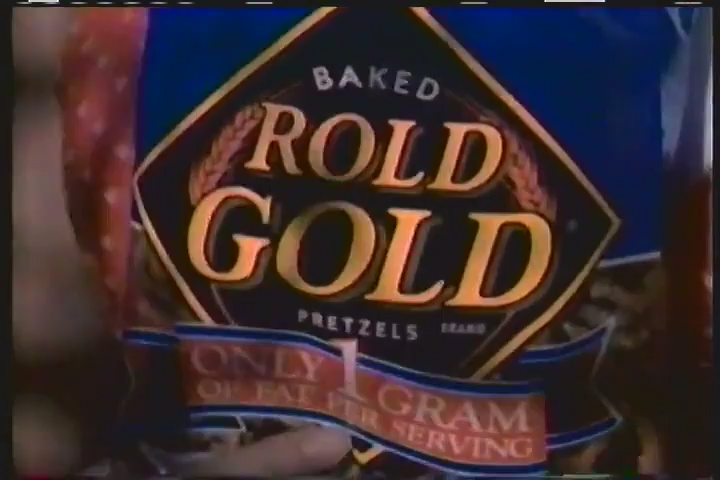 BAKED
ROLD
GOLD
PRETZELS BRAND
ONLY 1 GRAM
OF FAT PER SERVING